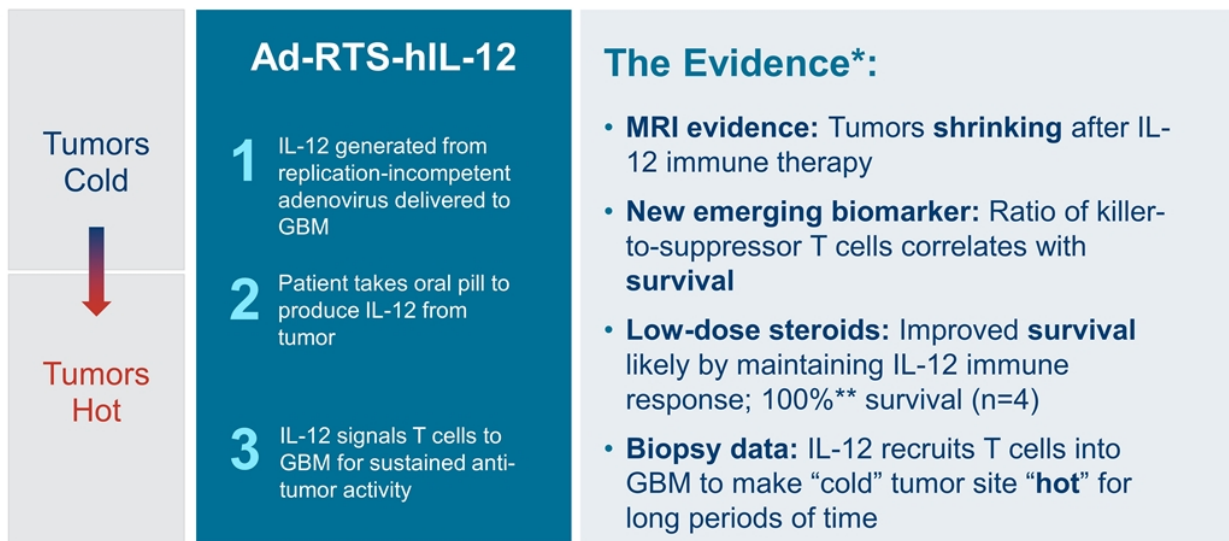 Tumors
Cold
Tumors
Hot
Ad-RTS-hIL-12
1
IL-12 generated from
replication-incompetent
adenovirus delivered to
GBM
2
Patient takes oral pill to
produce IL-12 from
tumor
3
IL-12 signals T cells to
GBM for sustained anti-
tumor activity
The Evidence*:
• MRI evidence: Tumors shrinking after IL-
12 immune therapy
• New emerging biomarker: Ratio of killer-
to-suppressor T cells correlates with
survival
• Low-dose steroids: Improved survival
likely by maintaining IL-12 immune
response; 100%** survival (n=4)
• Biopsy data: IL-12 recruits T cells into
GBM to make “cold” tumor site “hot” for
long periods of time